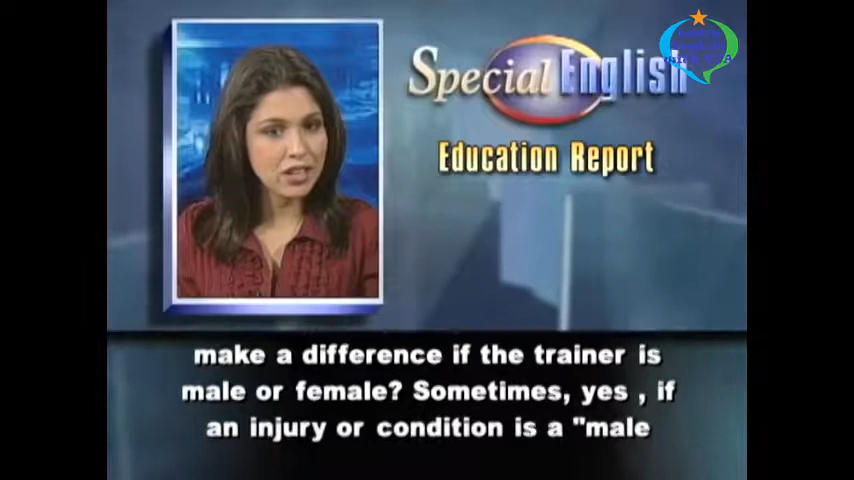 Special English
Education Report
make a difference if the trainer is
male or female? Sometimes, yes , if
an injury or condition is a "male